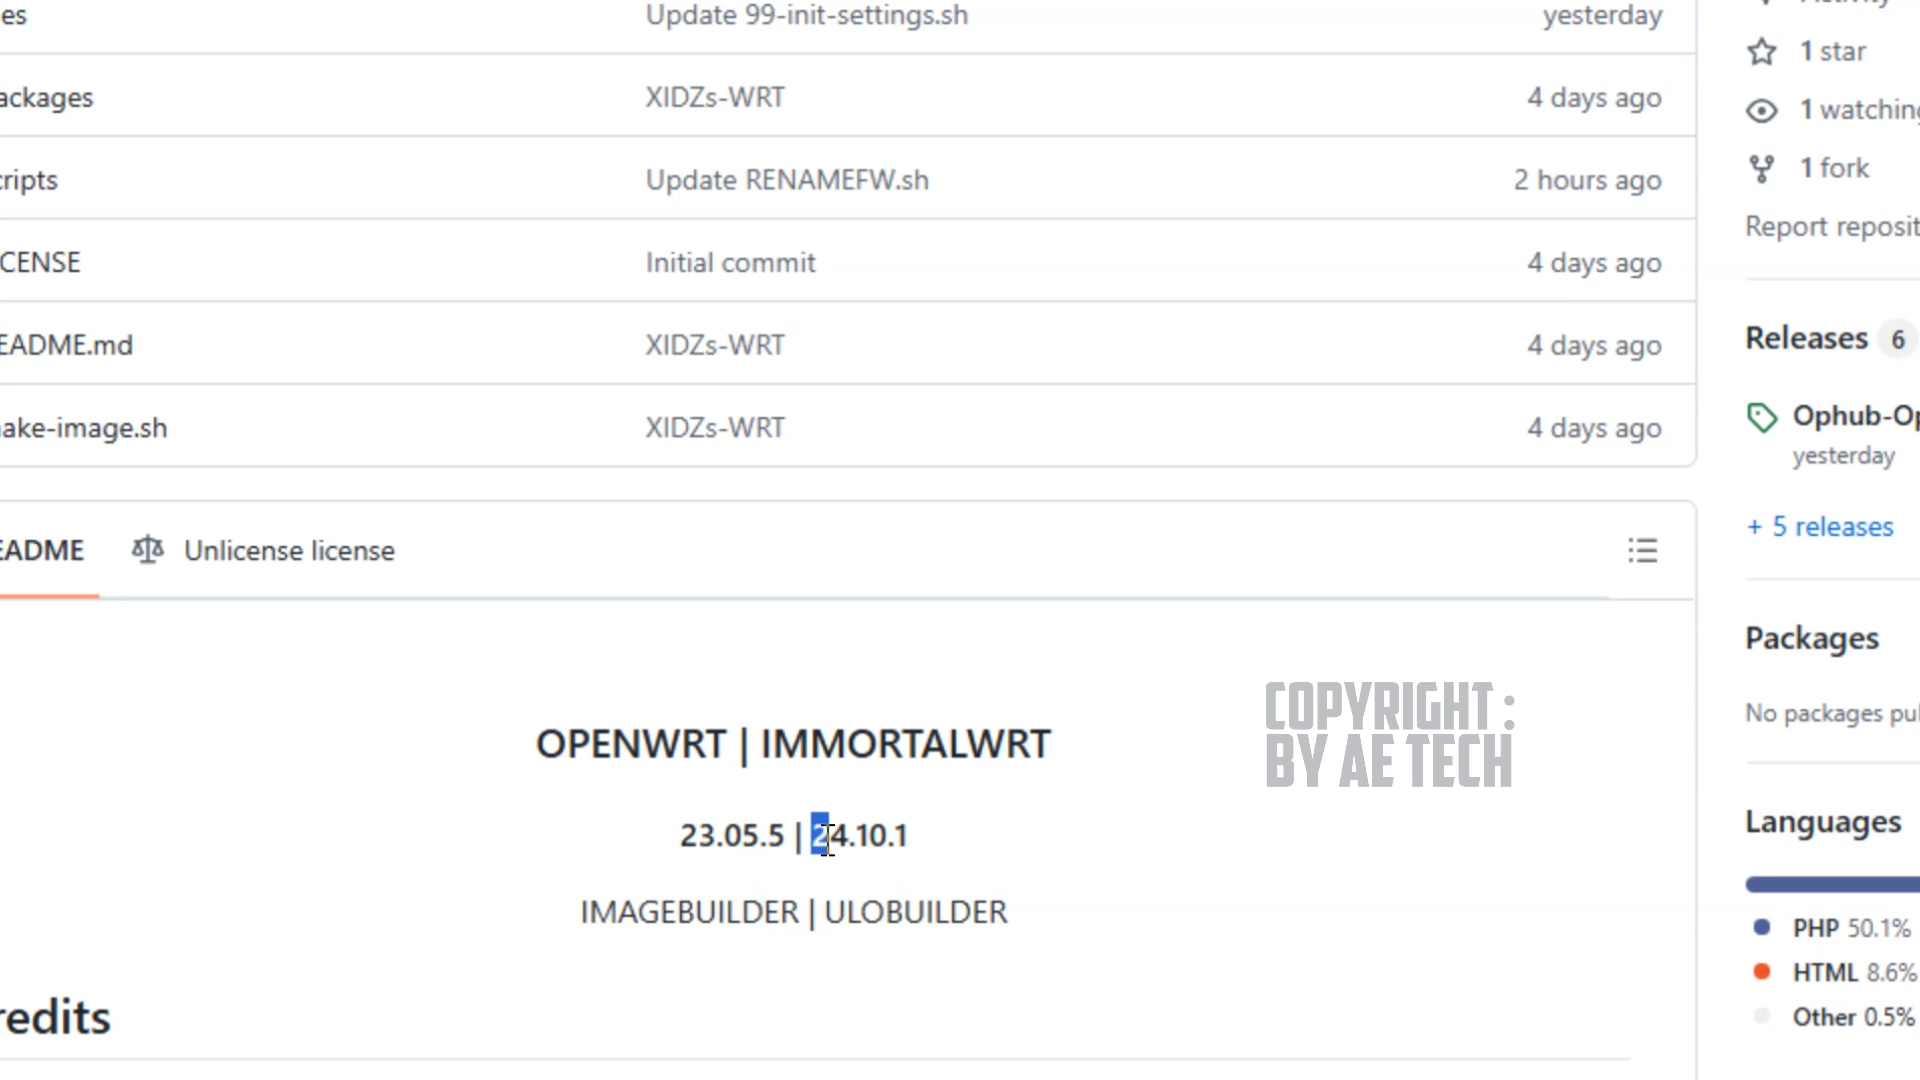 es Update 99-init-settings.sh yesterday
ackages XIDZs-WRT 4 days ago
ripts Update RENAMEFW.sh 2 hours ago
CENSE Initial commit 4 days ago
EADME.md XIDZs-WRT 4 days ago
ake-image.sh XIDZs-WRT 4 days ago
EADME Unlicense license
OPENWRT | IMMORTALWRT
23.05.5 | 24.10.1
IMAGEBUILDER | ULOBUILDER
redits
COPYRIGHT :
BY AE TECH
Activity
1 star
1 watching
1 fork
Report reposit
Releases 6
Ophub-Op
yesterday
+ 5 releases
Packages
No packages pul
Languages
PHP 50.1%
HTML 8.6%
Other 0.5%